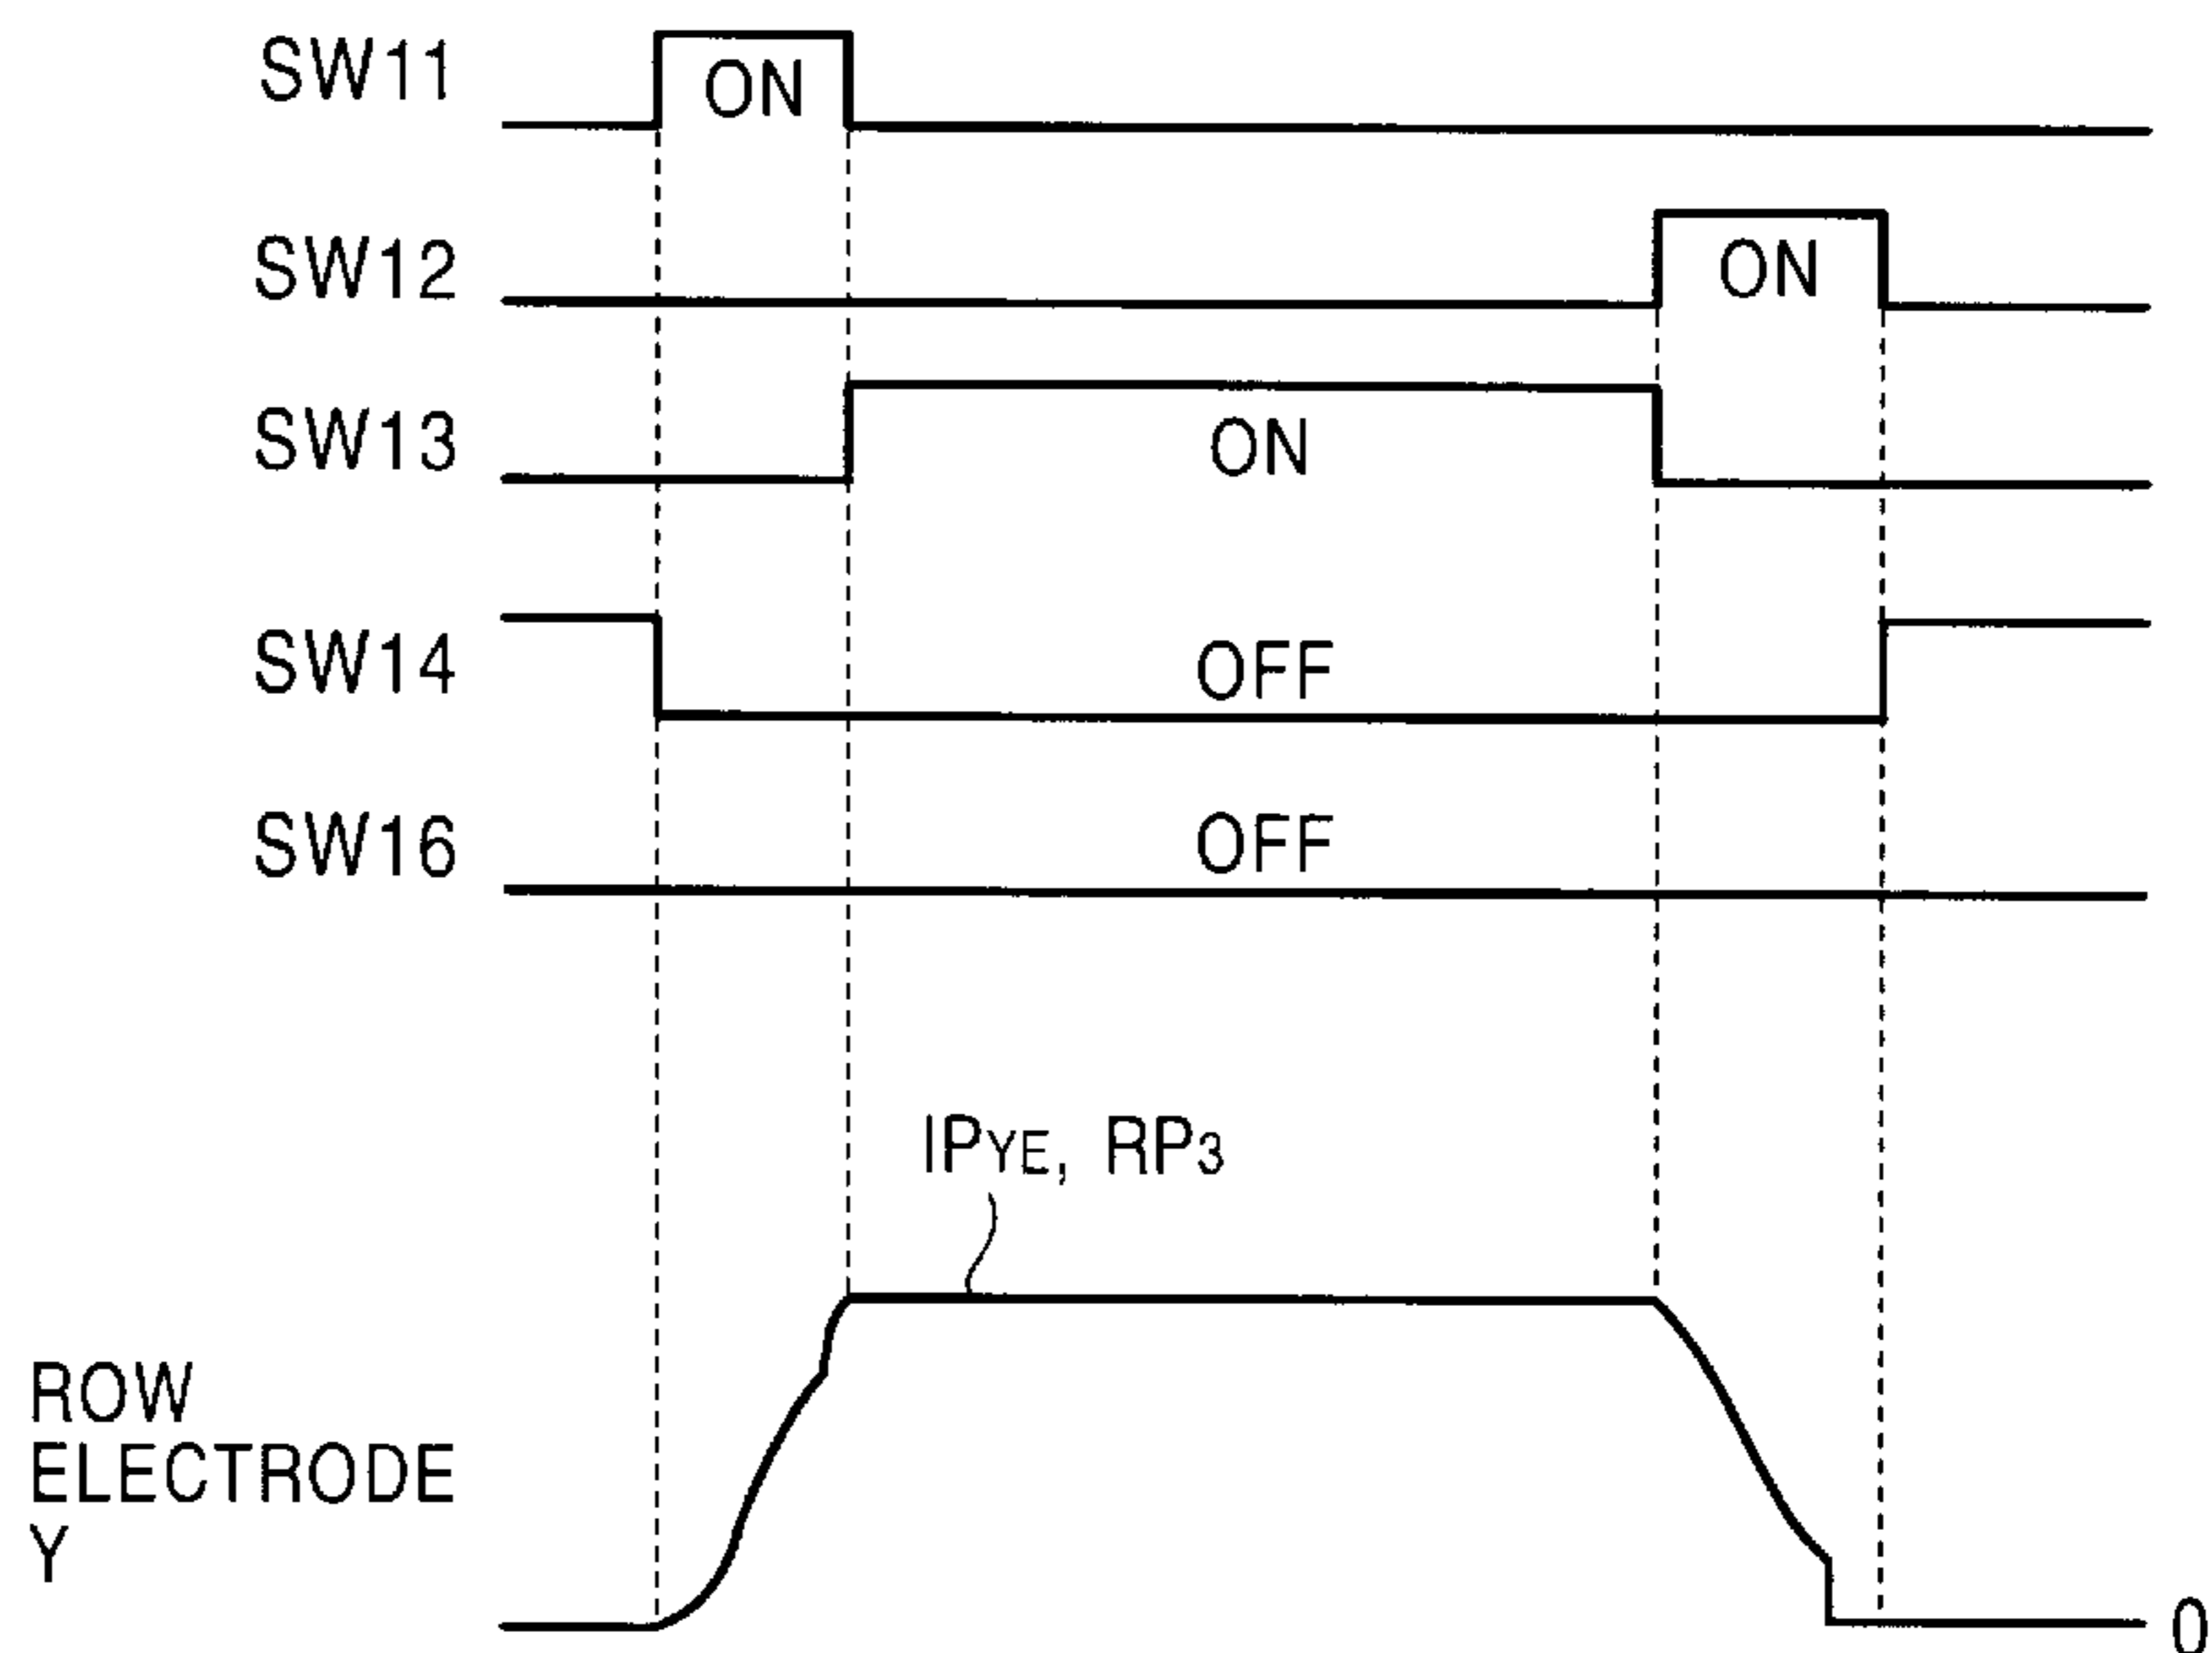 SW11
ON
SW12
ON
SW13
ON
SW14
OFF
SW16
OFF
IPYE, RP3
ROW
ELECTRODE
Y
0